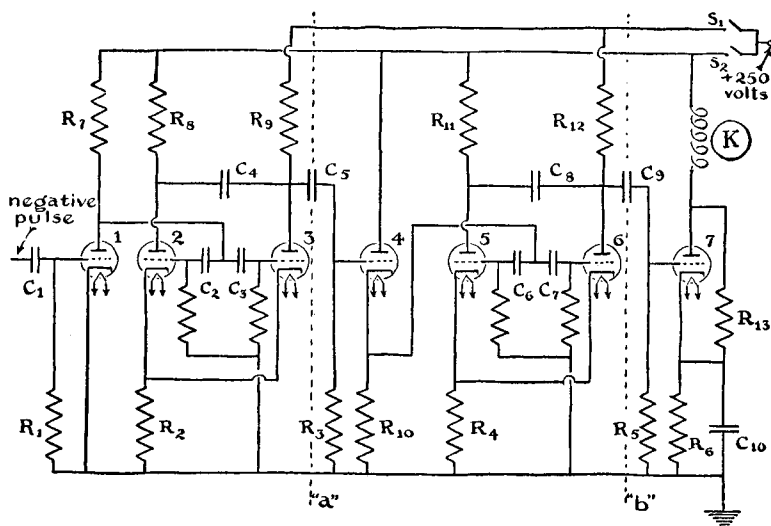 S1
S2
+250
volts
K
R7
R8
R9
R11
R12
C4
C5
C8
C9
negative
pulse
1
2
3
4
5
6
7
C1
C2
C3
C6
C7
R13
R1
R2
R3
R10
R4
R5
R6
C10
"a"
"b"